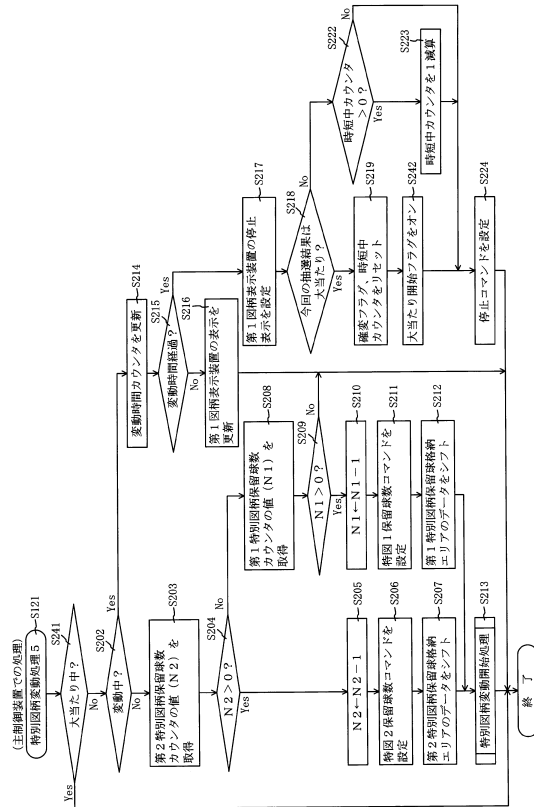 (主制御装置での処理)
特別図柄変動処理5
S121
大当たり中?
S241
Yes
No
変動中?
S202
Yes
No
第2特別図柄保留球数
カウンタの値(N2)を
取得
S203
N2>0?
S204
No
Yes
N2←N2-1
S205
特図2保留球数コマンドを
設定
S206
第2特別図柄保留球格納
エリアのデータをシフト
S207
第1特別図柄保留球数
カウンタの値(N1)を
取得
S208
N1>0?
S209
No
Yes
N1←N1-1
S210
特図1保留球数コマンドを
設定
S211
第1特別図柄保留球格納
エリアのデータをシフト
S212
特別図柄変動開始処理
S213
変動時間カウンタを更新
S214
変動時間経過?
S215
Yes
No
第1図柄表示装置の表示を
更新
S216
第1図柄表示装置の停止
表示を設定
S217
今回の抽選結果は
大当たり?
S218
No
Yes
確変フラグ、時短中
カウンタをリセット
S219
大当たり開始フラグをオン
S242
時短中カウンタ
>0?
S222
No
Yes
時短中カウンタを1減算
S223
停止コマンドを設定
S224
終了